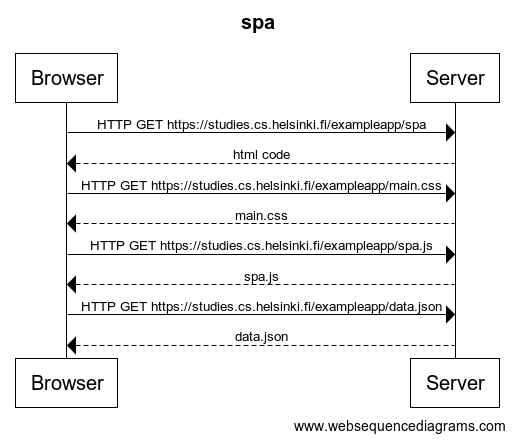 spa
Browser Server
HTTP GET https://studies.cs.helsinki.fi/exampleapp/spa
html code
HTTP GET https://studies.cs.helsinki.fi/exampleapp/main.css
main.css
HTTP GET https://studies.cs.helsinki.fi/exampleapp/spa.js
spa.js
HTTP GET https://studies.cs.helsinki.fi/exampleapp/data.json
data.json
Browser Server
www.websequencediagrams.com